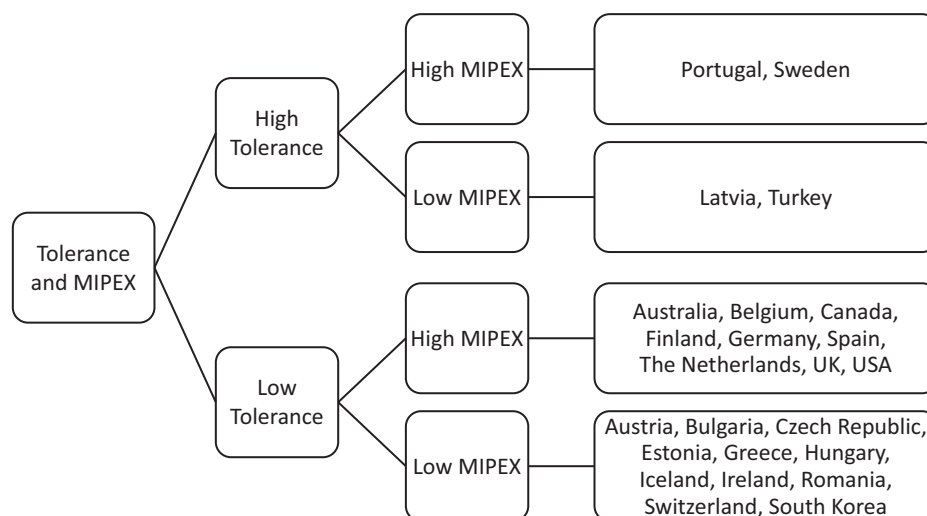 Tolerance
and MIPEX
High
Tolerance
High MIPEX
Portugal, Sweden
Low MIPEX
Latvia, Turkey
Low
Tolerance
High MIPEX
Australia, Belgium, Canada,
Finland, Germany, Spain,
The Netherlands, UK, USA
Low MIPEX
Austria, Bulgaria, Czech Republic,
Estonia, Greece, Hungary,
Iceland, Ireland, Romania,
Switzerland, South Korea